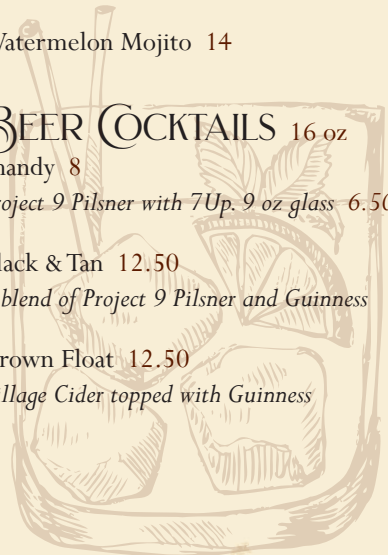 Watermelon Mojito 14
BEER COCKTAILS 16 oz
handy 8
roject 9 Pilsner with 7Up. 9 oz glass 6.50
lack & Tan 12.50
blend of Project 9 Pilsner and Guinness
rown Float 12.50
illage Cider topped with Guinness